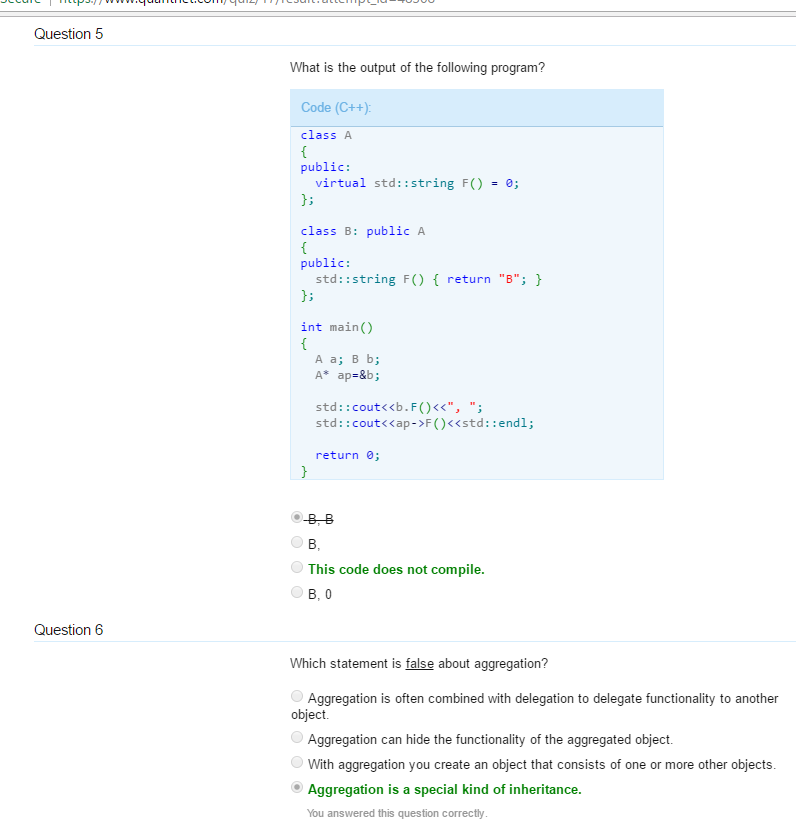 Question 5
What is the output of the following program?
Code (C++):
class A
{
public:
virtual std::string F() = 0;
};
class B: public A
{
public:
std::string F() { return "B"; }
};
int main()
{
A a; B b;
A* ap=&b;
std::cout<<b.F()<<", ";
std::cout<<ap->F()<<std::endl;
return 0;
}
B, B
B,
This code does not compile.
B, 0
Question 6
Which statement is false about aggregation?
Aggregation is often combined with delegation to delegate functionality to another
object.
Aggregation can hide the functionality of the aggregated object.
With aggregation you create an object that consists of one or more other objects.
Aggregation is a special kind of inheritance.
You answered this question correctly.